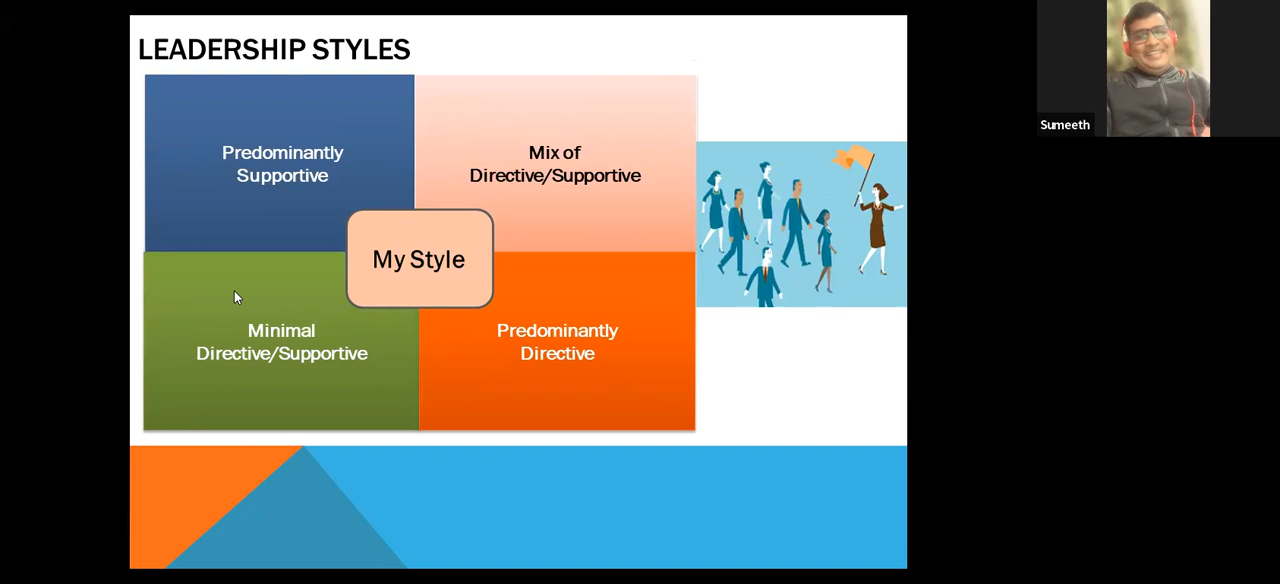 LEADERSHIP STYLES
Predominantly
Supportive
Mix of
Directive/Supportive
My Style
Minimal
Directive/Supportive
Predominantly
Directive
Sumeeth